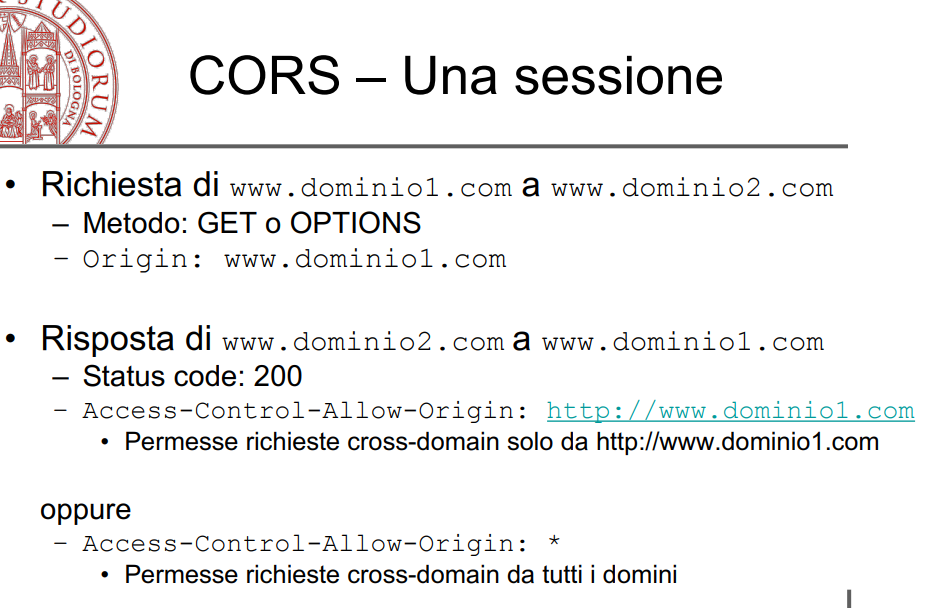 STUDIORUM
DI BOLOGNA
CORS – Una sessione
• Richiesta di www.dominio1.com a www.dominio2.com
– Metodo: GET o OPTIONS
– Origin: www.dominio1.com
• Risposta di www.dominio2.com a www.dominio1.com
– Status code: 200
– Access-Control-Allow-Origin: http://www.dominio1.com
• Permesse richieste cross-domain solo da http://www.dominio1.com
oppure
– Access-Control-Allow-Origin: *
• Permesse richieste cross-domain da tutti i domini